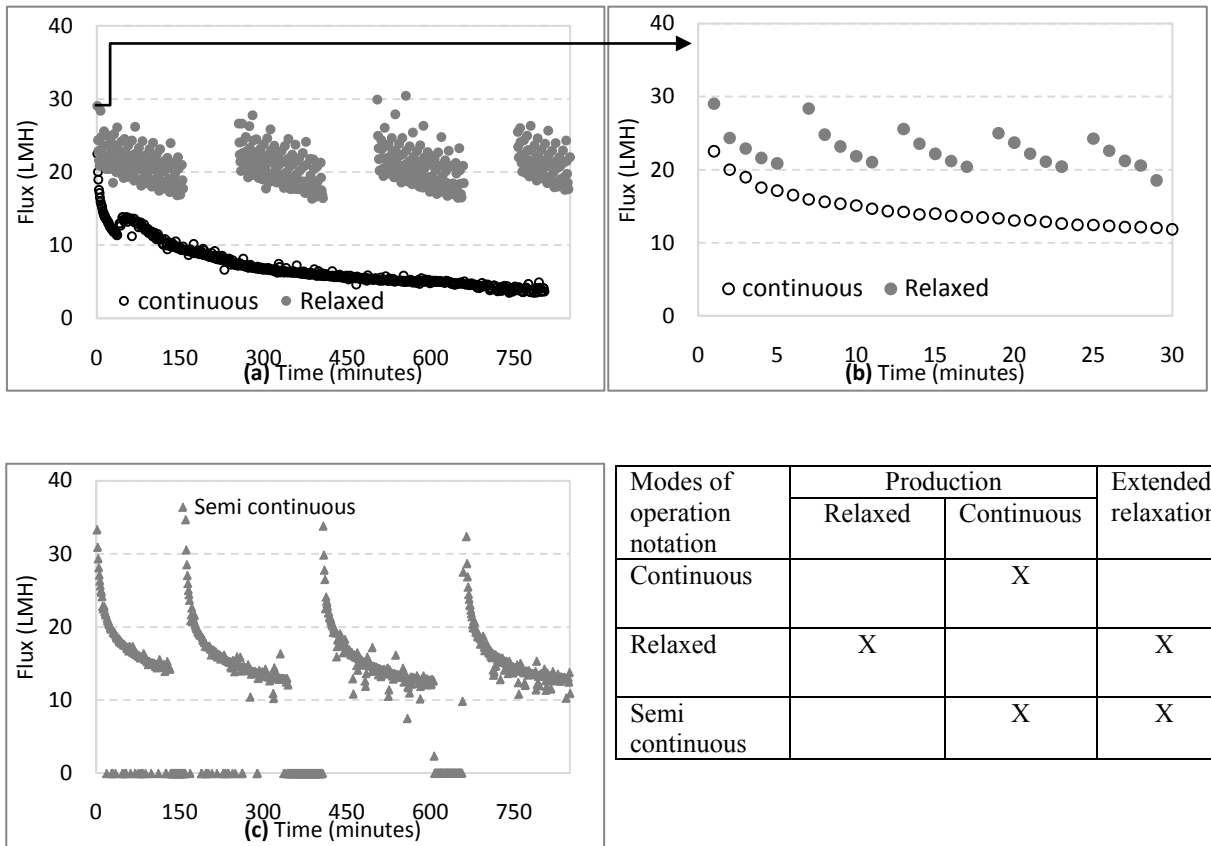 40
30
20
10
0
Flux (LMH)
continuous Relaxed
0 150 300 450 600 750
(a) Time (minutes)
40
30
20
10
0
Flux (LMH)
continuous Relaxed
0 5 10 15 20 25 30
(b) Time (minutes)
40
30
20
10
0
Flux (LMH)
Semi continuous
0 150 300 450 600 750
(c) Time (minutes)
Modes of operation notation
Production
Extended relaxation
Relaxed Continuous
Continuous X
Relaxed X X
Semi continuous X X